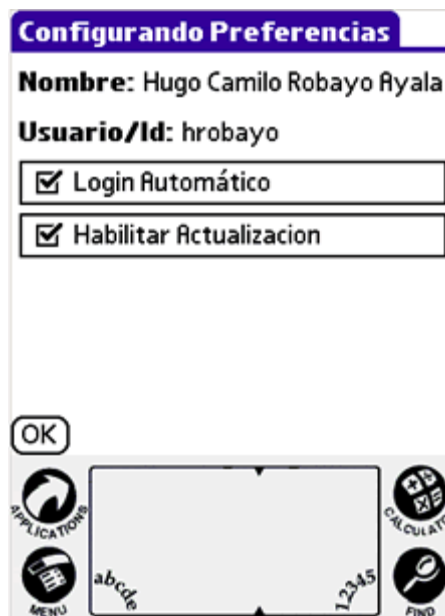 Configurando Preferencias
Nombre: Hugo Camilo Robayo Ayala
Usuario/Id: hrobayo
Login Automático
Habilitar Actualizacion
OK
APPLICATIONS
MENU
abcde
12345
CALCULAT
FIND